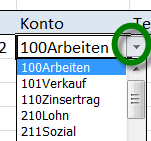 Konto Te
2 100Arbeiten
100Arbeiten
101Verkauf
110Zinsertrag
210Lohn
211Sozial